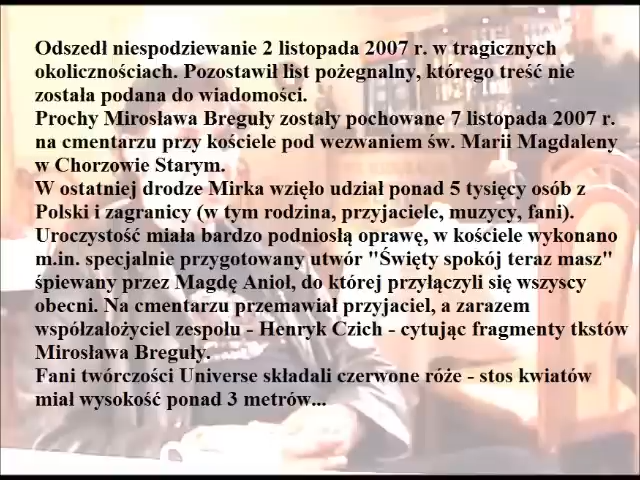 Odszedł niespodziewanie 2 listopada 2007 r. w tragicznych
okolicznościach. Pozostawił list pożegnalny, którego treść nie
została podana do wiadomości.
Prochy Mirosława Breguły zostały pochowane 7 listopada 2007 r.
na cmentarzu przy kościele pod wezwaniem św. Marii Magdaleny
w Chorzowie Starym.
W ostatniej drodze Mirka wzięło udział ponad 5 tysięcy osób z
Polski i zagranicy (w tym rodzina, przyjaciele, muzycy, fani).
Uroczystość miała bardzo podniosłą oprawę, w kościele wykonano
m.in. specjalnie przygotowany utwór "Święty spokój teraz masz"
śpiewany przez Magdę Anioł, do której przyłączyli się wszyscy
obecni. Na cmentarzu przemawiał przyjaciel, a zarazem
współzałożyciel zespołu - Henryk Czich - cytując fragmenty tkstów
Mirosława Breguły.
Fani twórczości Universe składali czerwone róże - stos kwiatów
miał wysokość ponad 3 metrów...